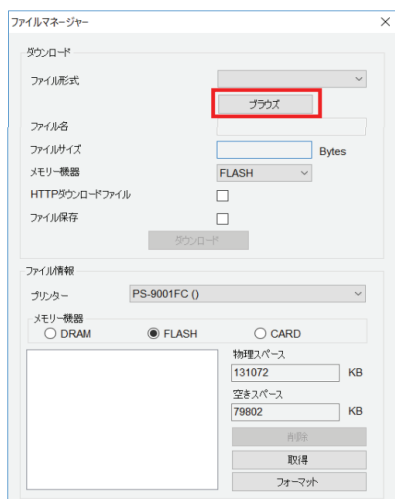 ファイルマネージャー
ダウンロード
ファイル形式
ブラウズ
ファイル名
ファイルサイズ Bytes
メモリー機器 FLASH
HTTPダウンロードファイル
ファイル保存
ダウンロード
ファイル情報
プリンター PS-9001FC ()
メモリー機器
DRAM FLASH CARD
物理スペース
131072 KB
空きスペース
79802 KB
削除
取得
フォーマット